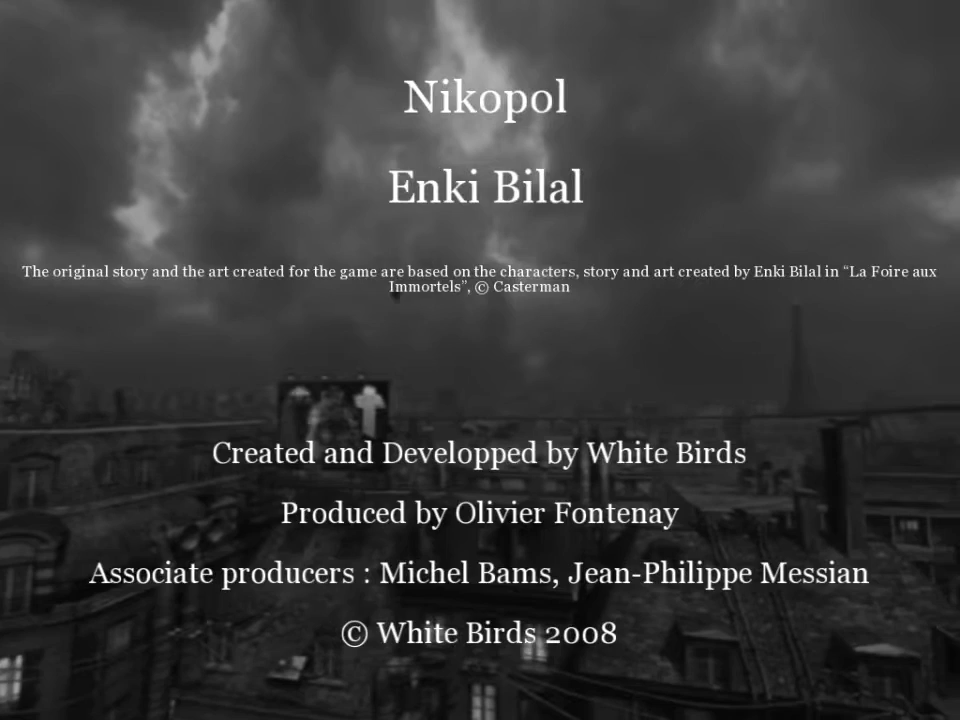 Nikopol
Enki Bilal
The original story and the art created for the game are based on the characters, story and art created by Enki Bilal in “La Foire aux
Immortels”, © Casterman
Created and Developped by White Birds
Produced by Olivier Fontenay
Associate producers : Michel Bams, Jean-Philippe Messian
© White Birds 2008